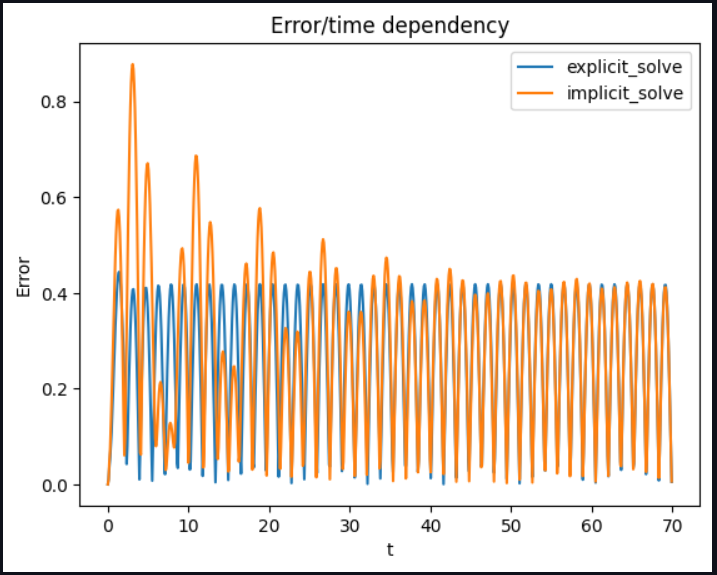 Error/time dependency
explicit_solve
implicit_solve
Error
0.8
0.6
0.4
0.2
0.0
0 10 20 30 40 50 60 70
t